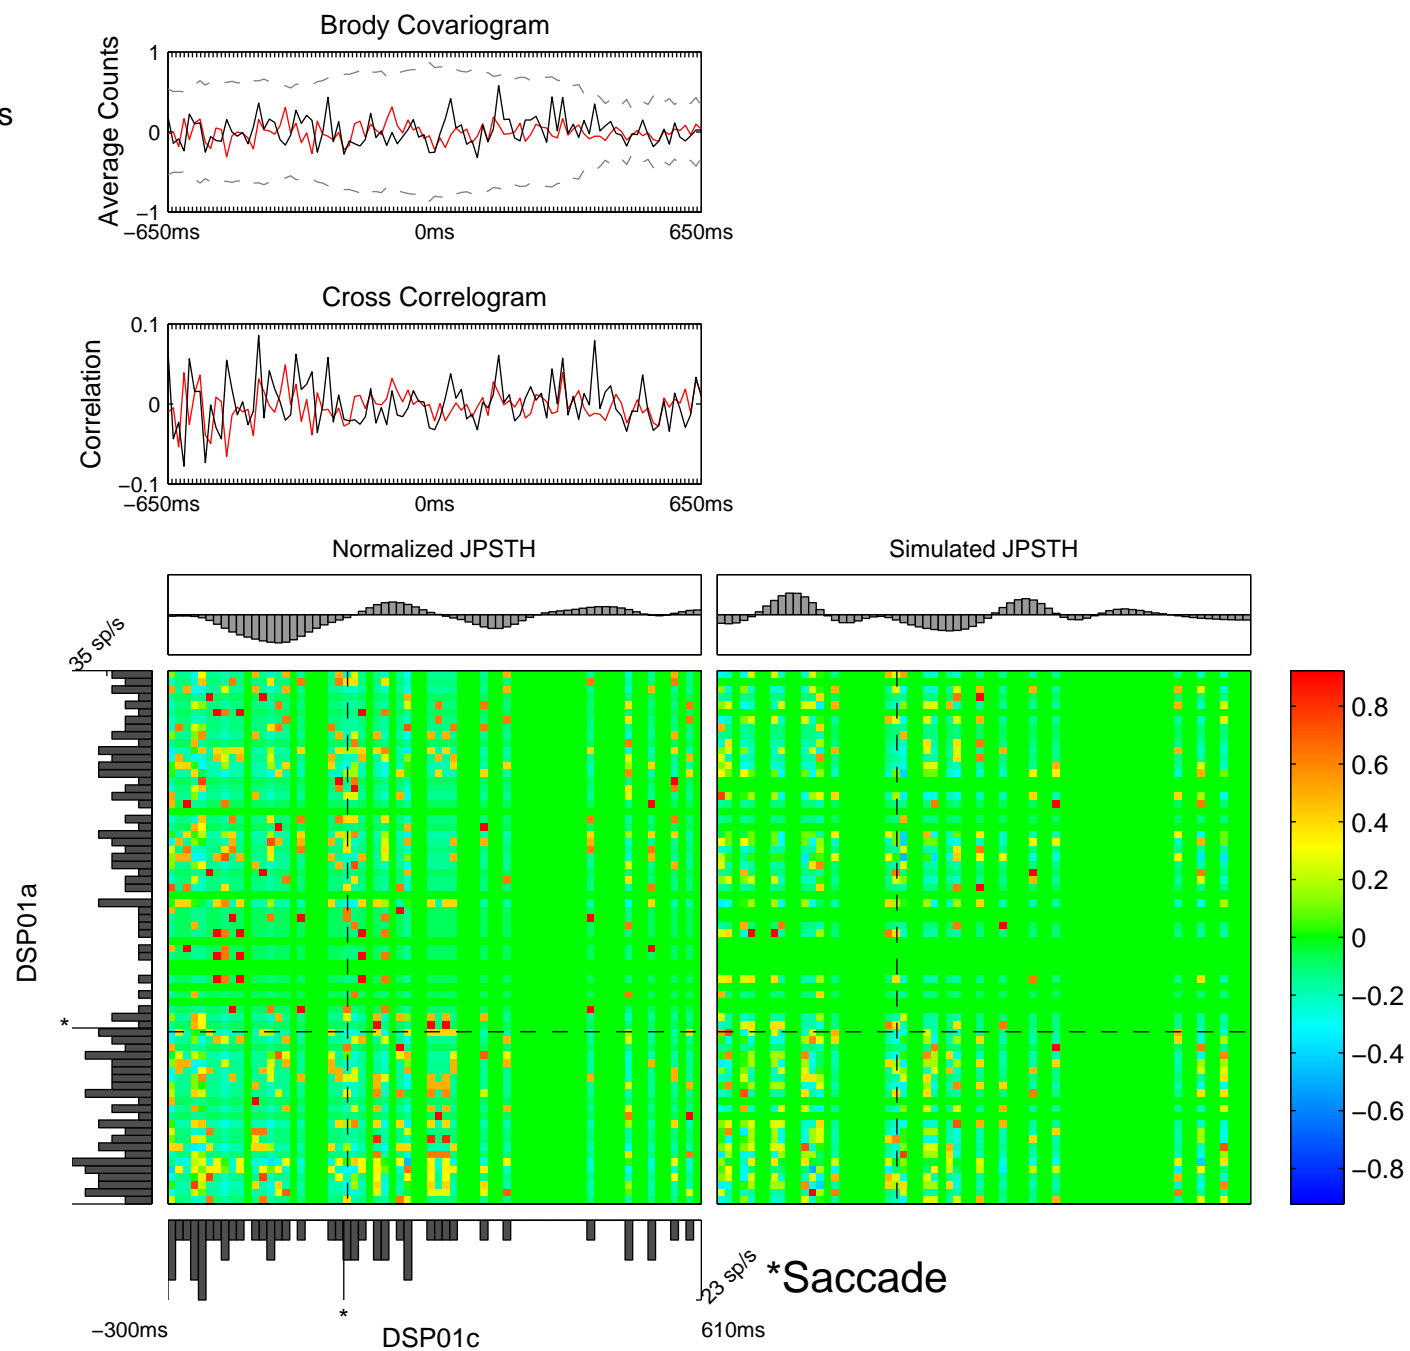 Brody Covariogram
s
Average Counts
1
0
−1
−650ms
0ms
650ms
Cross Correlogram
Correlation
0.1
0
−0.1
−650ms
0ms
650ms
Normalized JPSTH
Simulated JPSTH
35 sp/s
DSP01a
*
0.8
0.6
0.4
0.2
0
−0.2
−0.4
−0.6
−0.8
23 sp/s
*Saccade
*
−300ms
DSP01c
610ms